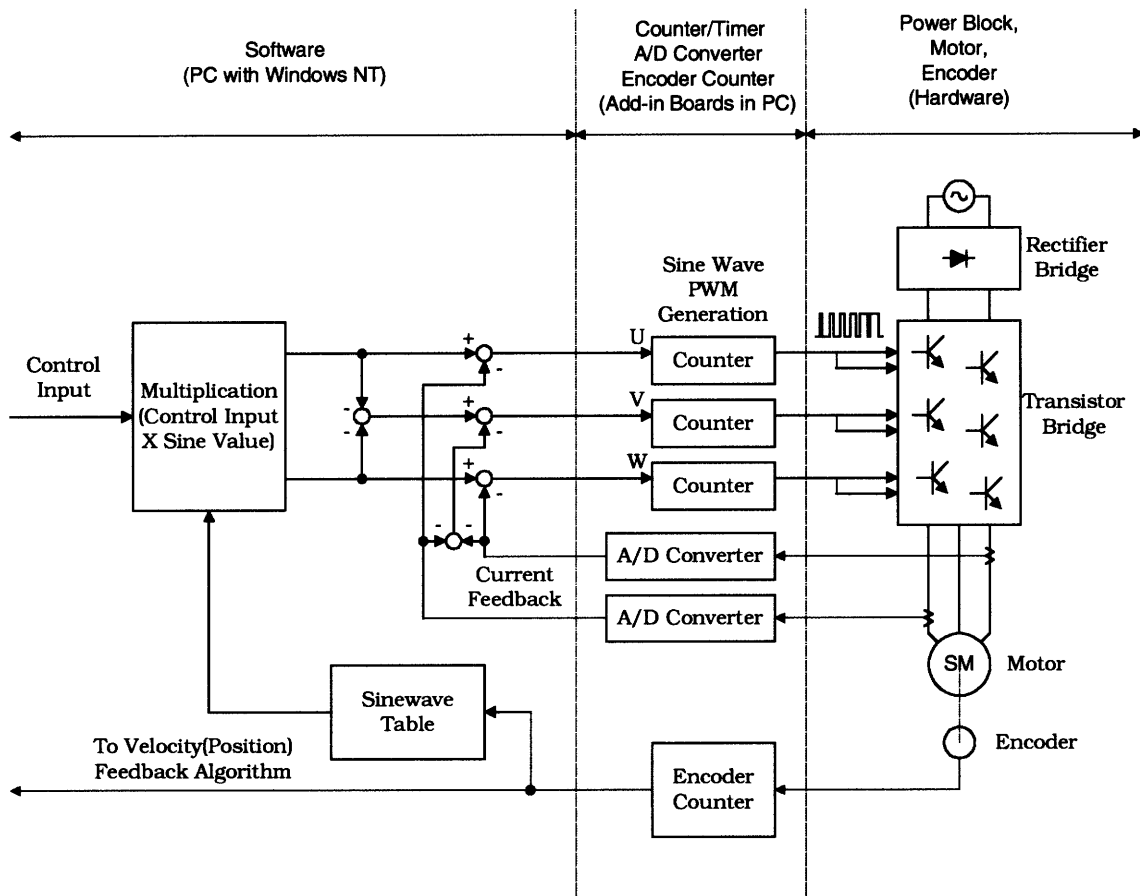 Software
(PC with Windows NT)
Counter/Timer
A/D Converter
Encoder Counter
(Add-in Boards in PC)
Power Block,
Motor,
Encoder
(Hardware)
Rectifier
Bridge
Sine Wave
PWM
Generation
Control
Input
Multiplication
(Control Input
X Sine Value)
+
-
U
Counter
-
-
+
-
V
Counter
Transistor
Bridge
+
-
W
Counter
-
-
Current
Feedback
A/D Converter
A/D Converter
SM
Motor
Sinewave
Table
To Velocity(Position)
Feedback Algorithm
Encoder
Counter
Encoder